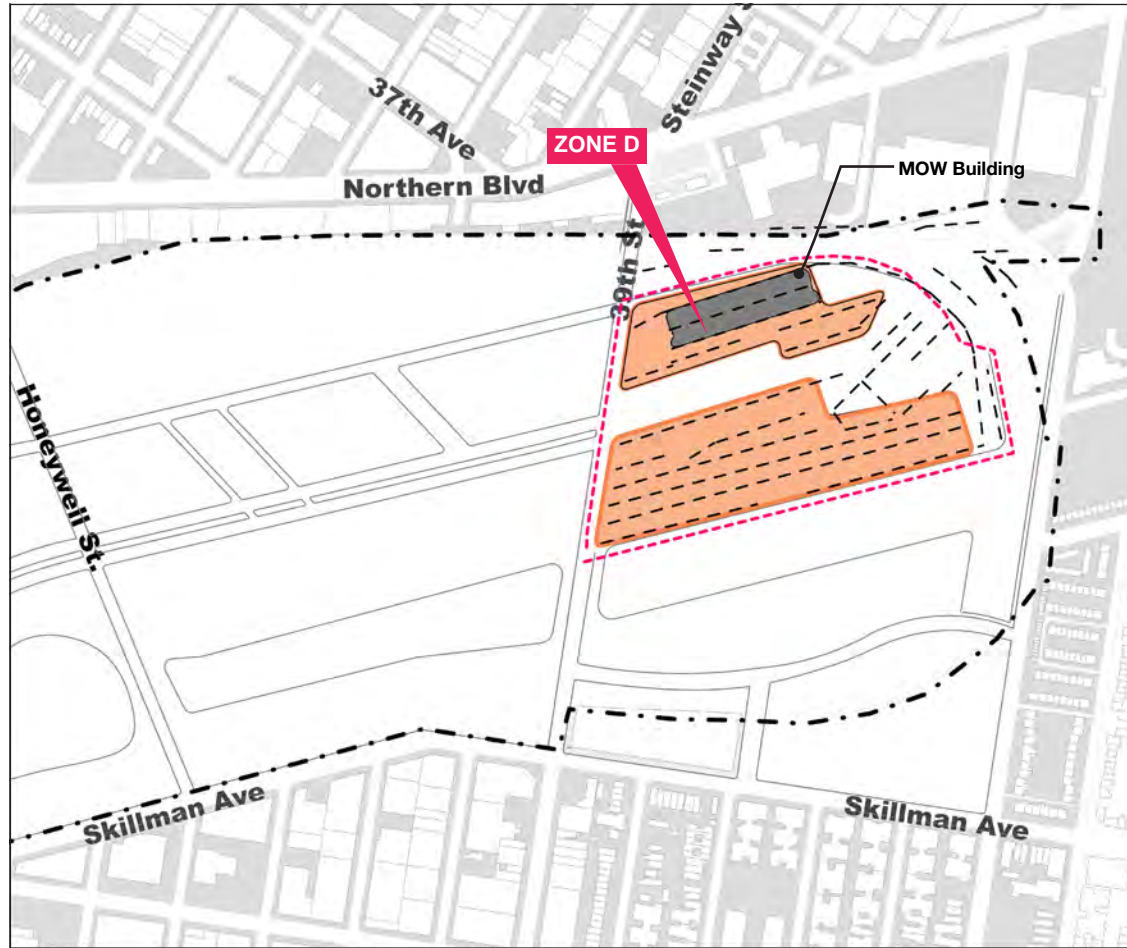 Steinway S
37th Ave
ZONE D
MOW Building
Northern Blvd
39th St
Honeywell St.
Skillman Ave
Skillman Ave